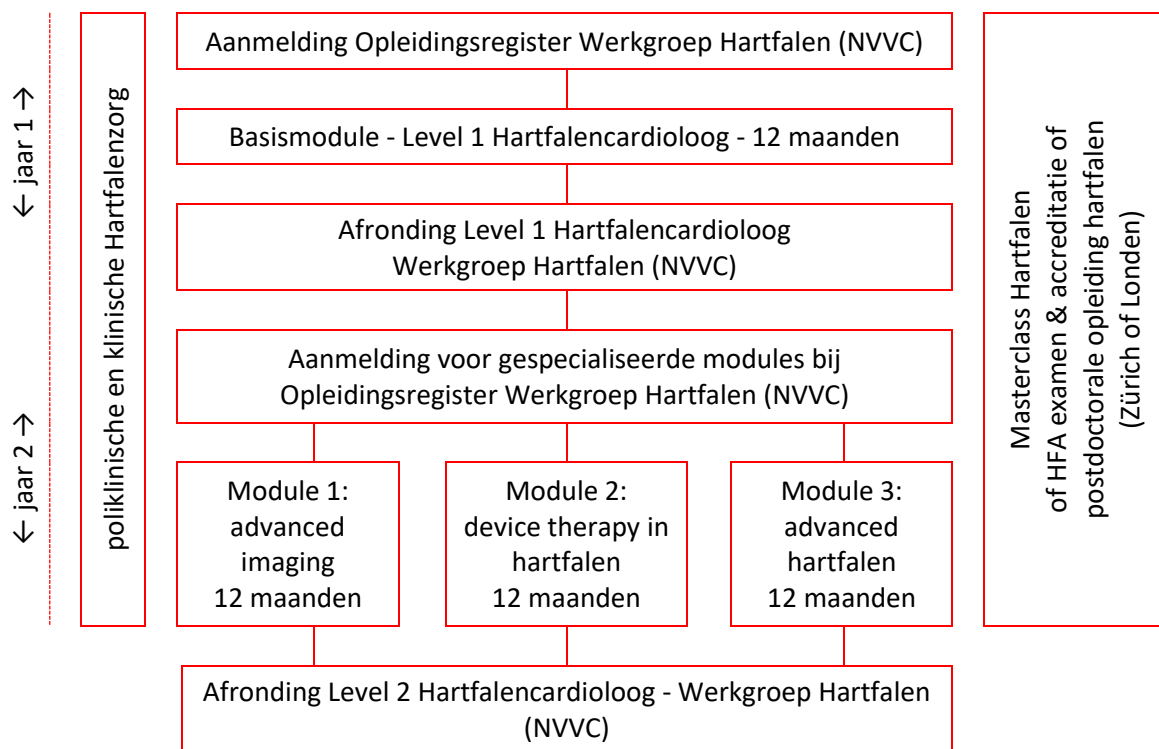 ← jaar 1 →
← jaar 2 →
poliklinische en klinische Hartfalenzorg
Aanmelding Opleidingsregister Werkgroep Hartfalen (NVVC)
Basismodule - Level 1 Hartfalencardioloog - 12 maanden
Afronding Level 1 Hartfalencardioloog
Werkgroep Hartfalen (NVVC)
Aanmelding voor gespecialiseerde modules bij
Opleidingsregister Werkgroep Hartfalen (NVVC)
Module 1:
advanced
imaging
12 maanden
Module 2:
device therapy in
hartfalen
12 maanden
Module 3:
advanced
hartfalen
12 maanden
Afronding Level 2 Hartfalencardioloog - Werkgroep Hartfalen
(NVVC)
Masterclass Hartfalen
of HFA examen & accreditatie of
postdoctorale opleiding hartfalen
(Zürich of Londen)